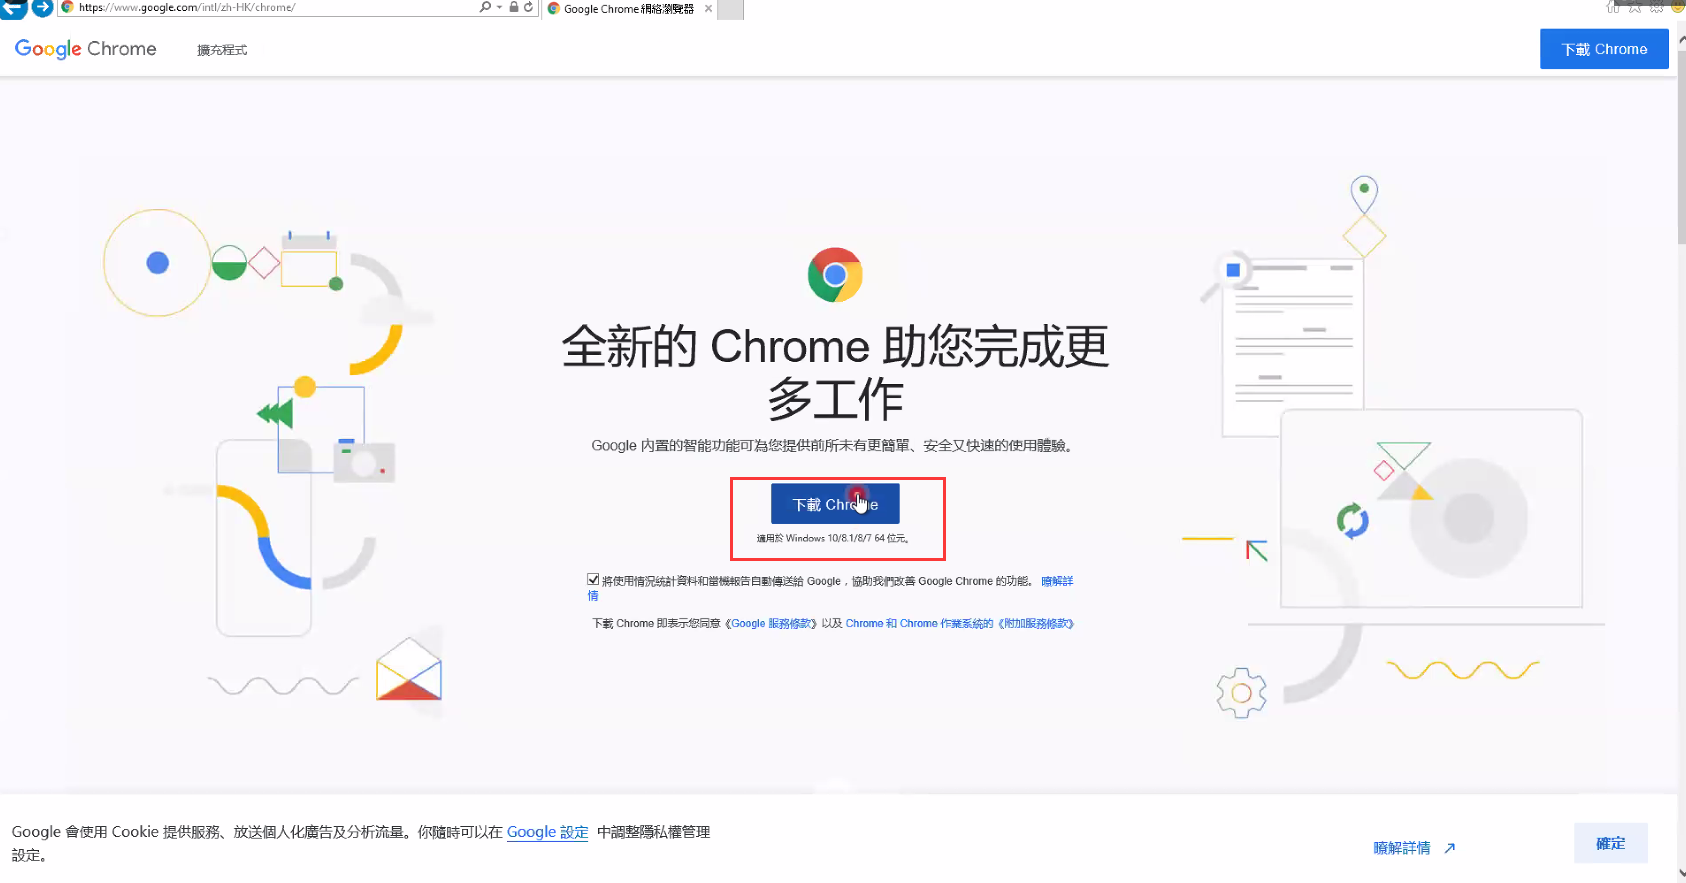 https://www.google.com/intl/zh-HK/chrome/
Google Chrome 網絡瀏覽器
Google Chrome
擴充程式
下載 Chrome
全新的 Chrome 助您完成更
多工作
Google 內置的智能功能可為您提供前所未有更簡單、安全又快速的使用體驗。
下載 Chrome
適用於 Windows 10/8.1/8/7 64 位元。
將使用情況統計資料和當機報告自動傳送給 Google，協助我們改善 Google Chrome 的功能。 瞭解詳
情
下載 Chrome 即表示您同意《Google 服務條款》以及 Chrome 和 Chrome 作業系統的《附加服務條款》
Google 會使用 Cookie 提供服務、放送個人化廣告及分析流量。你隨時可以在 Google 設定 中調整隱私權管理
設定。
瞭解詳情
確定